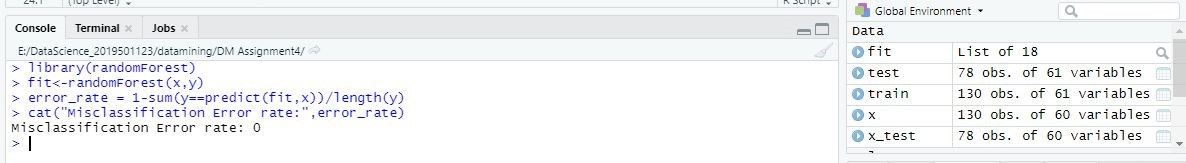 24:1
(Top Level)
R Script
Console
Terminal ×
Jobs ×
E:/DataScience_2019501123/datamining/DM Assignment4/
> library(randomForest)
> fit<-randomForest(x,y)
> error_rate = 1-sum(y==predict(fit,x))/length(y)
> cat("Misclassification Error rate:",error_rate)
Misclassification Error rate: 0
>
Global Environment
Data
fit List of 18
test 78 obs. of 61 variables
train 130 obs. of 61 variables
x 130 obs. of 60 variables
x_test 78 obs. of 60 variables